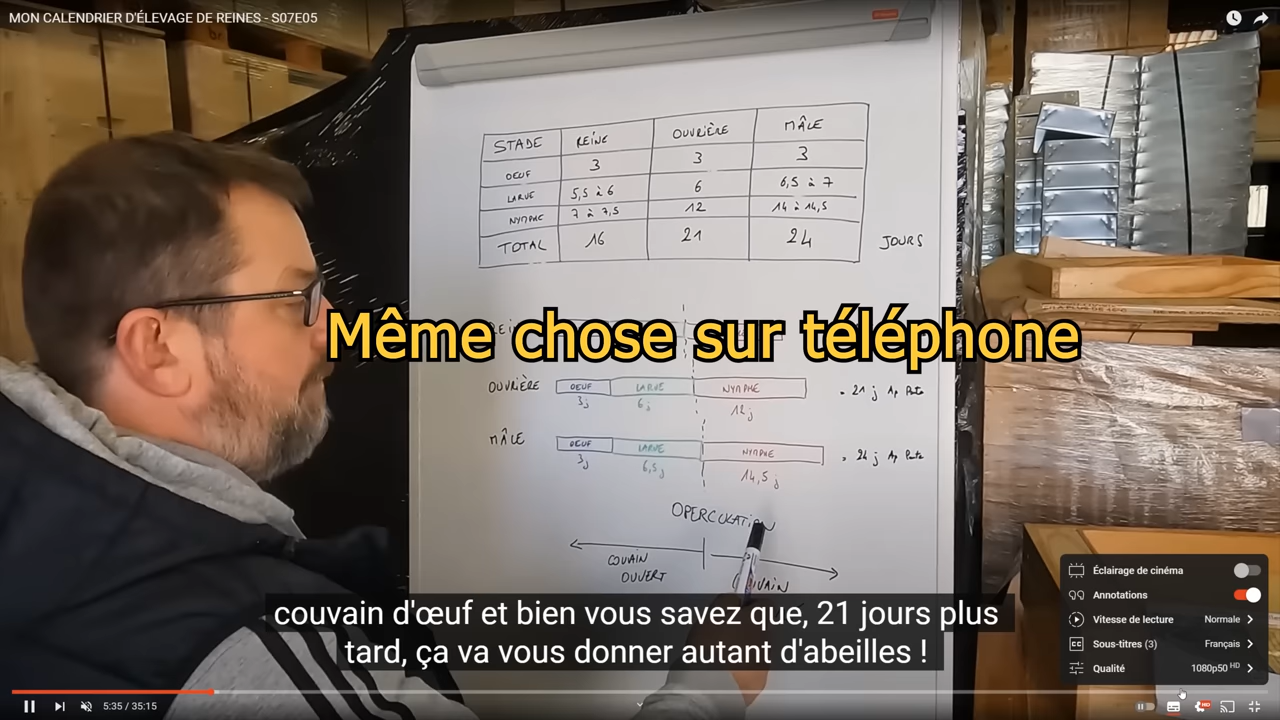 MON CALENDRIER D'ÉLEVAGE DE REINES - S07E05
STADE REINE OUVRIÈRE MÂLE
OEUF 3 3 3
LARVE 5,5 à 6 6 6,5 à 7
NYMPHE 7 à 7,5 12 14 à 14,5
TOTAL 16 21 24 JOURS
Même chose sur téléphone
OUVRIÈRE OEUF LARVE NYMPHE = 21 j Ap Ponte
3j 6j 12j
MÂLE OEUF LARVE NYMPHE = 24 j Ap Ponte
3j 6,5j 14,5j
OPERCULATION
COUVAIN
OUVERT
COUVAIN
couvain d'œuf et bien vous savez que, 21 jours plus
tard, ça va vous donner autant d'abeilles !
Éclairage de cinéma
Annotations
Vitesse de lecture Normale
Sous-titres (3) Français
Qualité 1080p50 HD
5:35 / 35:15
HD